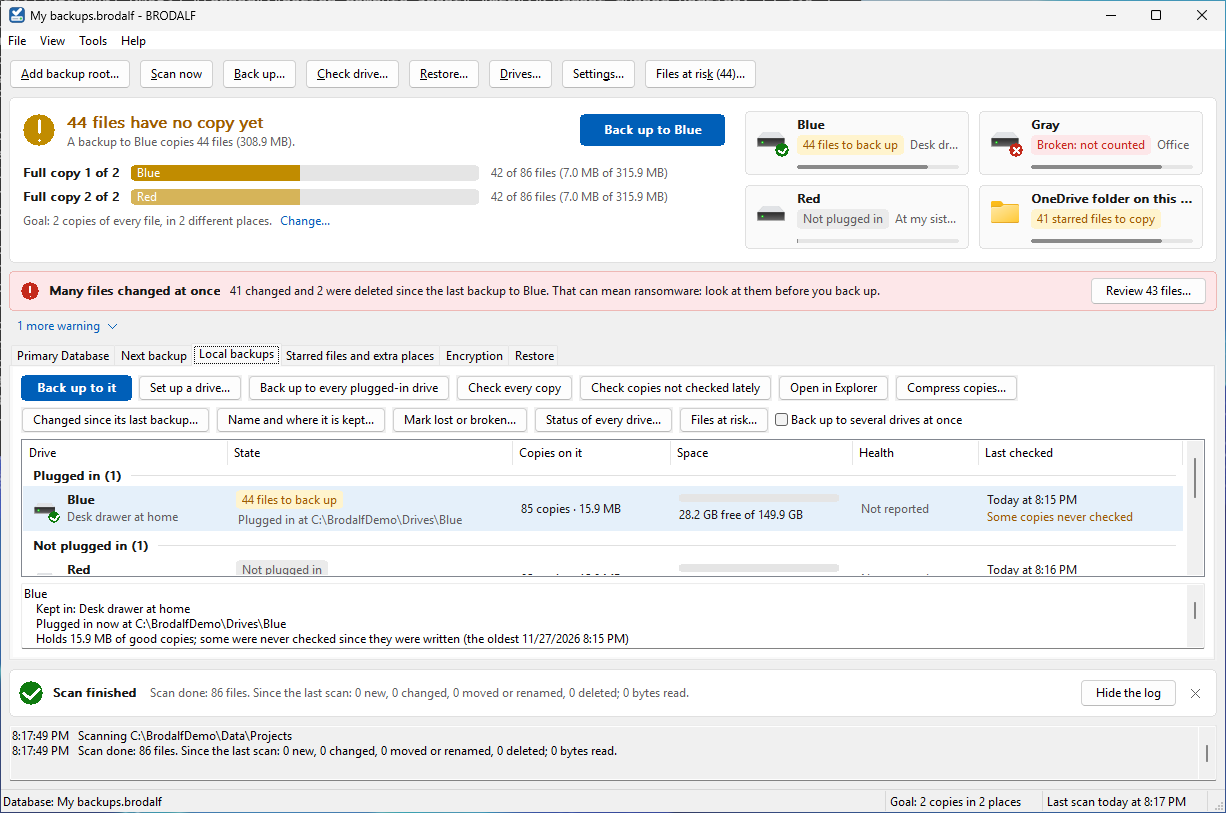 My backups.brodalf - BRODALF
File View Tools Help
Add backup root... Scan now Back up... Check drive... Restore... Drives... Settings... Files at risk (44)...
44 files have no copy yet
A backup to Blue copies 44 files (308.9 MB).
Back up to Blue
Full copy 1 of 2 Blue 42 of 86 files (7.0 MB of 315.9 MB)
Full copy 2 of 2 Red 42 of 86 files (7.0 MB of 315.9 MB)
Goal: 2 copies of every file, in 2 different places. Change...
Blue
44 files to back up Desk dr...
Gray
Broken: not counted Office
Red
Not plugged in At my sist...
OneDrive folder on this ...
41 starred files to copy
Many files changed at once 41 changed and 2 were deleted since the last backup to Blue. That can mean ransomware: look at them before you back up. Review 43 files...
1 more warning
Primary Database Next backup Local backups Starred files and extra places Encryption Restore
Back up to it Set up a drive... Back up to every plugged-in drive Check every copy Check copies not checked lately Open in Explorer Compress copies...
Changed since its last backup... Name and where it is kept... Mark lost or broken... Status of every drive... Files at risk... Back up to several drives at once
Drive State Copies on it Space Health Last checked
Plugged in (1)
Blue 44 files to back up Today at 8:15 PM
85 copies · 15.9 MB 28.2 GB free of 149.9 GB Not reported
Desk drawer at home Plugged in at C:\BrodalfDemo\Drives\Blue Some copies never checked
Not plugged in (1)
Red Not plugged in Today at 8:16 PM
Blue
Kept in: Desk drawer at home
Plugged in now at C:\BrodalfDemo\Drives\Blue
Holds 15.9 MB of good copies; some were never checked since they were written (the oldest 11/27/2026 8:15 PM)
Scan finished Scan done: 86 files. Since the last scan: 0 new, 0 changed, 0 moved or renamed, 0 deleted; 0 bytes read. Hide the log
8:17:49 PM Scanning C:\BrodalfDemo\Data\Projects
8:17:49 PM Scan done: 86 files. Since the last scan: 0 new, 0 changed, 0 moved or renamed, 0 deleted; 0 bytes read.
Database: My backups.brodalf Goal: 2 copies in 2 places Last scan today at 8:17 PM